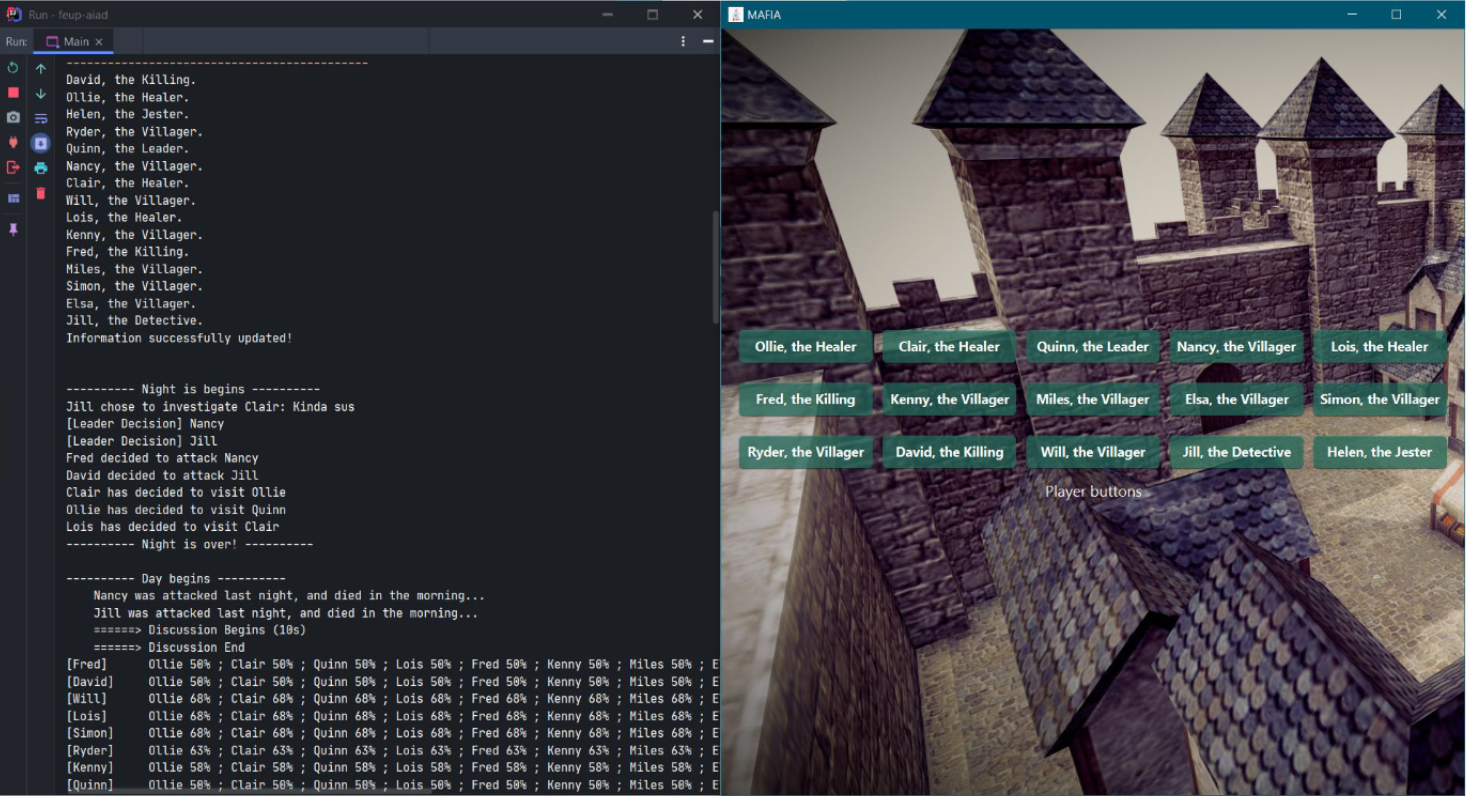 Run - feup-aiad
Run: Main
-------------------------------------------
David, the Killing.
Ollie, the Healer.
Helen, the Jester.
Ryder, the Villager.
Quinn, the Leader.
Nancy, the Villager.
Clair, the Healer.
Will, the Villager.
Lois, the Healer.
Kenny, the Villager.
Fred, the Killing.
Miles, the Villager.
Simon, the Villager.
Elsa, the Villager.
Jill, the Detective.
Information successfully updated!
---------- Night is begins ----------
Jill chose to investigate Clair: Kinda sus
[Leader Decision] Nancy
[Leader Decision] Jill
Fred decided to attack Nancy
David decided to attack Jill
Clair has decided to visit Ollie
Ollie has decided to visit Quinn
Lois has decided to visit Clair
---------- Night is over! ----------
---------- Day begins ----------
Nancy was attacked last night, and died in the morning...
Jill was attacked last night, and died in the morning...
======> Discussion Begins (10s)
======> Discussion End
[Fred] Ollie 50% ; Clair 50% ; Quinn 50% ; Lois 50% ; Fred 50% ; Kenny 50% ; Miles 50% ; E
[David] Ollie 50% ; Clair 50% ; Quinn 50% ; Lois 50% ; Fred 50% ; Kenny 50% ; Miles 50% ; E
[Will] Ollie 68% ; Clair 68% ; Quinn 68% ; Lois 68% ; Fred 68% ; Kenny 68% ; Miles 68% ; E
[Lois] Ollie 68% ; Clair 68% ; Quinn 68% ; Lois 68% ; Fred 68% ; Kenny 68% ; Miles 68% ; E
[Simon] Ollie 68% ; Clair 68% ; Quinn 68% ; Lois 68% ; Fred 68% ; Kenny 68% ; Miles 68% ; E
[Ryder] Ollie 63% ; Clair 63% ; Quinn 63% ; Lois 63% ; Fred 63% ; Kenny 63% ; Miles 63% ; E
[Kenny] Ollie 58% ; Clair 58% ; Quinn 58% ; Lois 58% ; Fred 58% ; Kenny 58% ; Miles 58% ; E
[Quinn] Ollie 50% ; Clair 50% ; Quinn 50% ; Lois 50% ; Fred 50% ; Kenny 50% ; Miles 50% ; E
MAFIA
Ollie, the Healer
Clair, the Healer
Quinn, the Leader
Nancy, the Villager
Lois, the Healer
Fred, the Killing
Kenny, the Villager
Miles, the Villager
Elsa, the Villager
Simon, the Villager
Ryder, the Villager
David, the Killing
Will, the Villager
Jill, the Detective
Helen, the Jester
Player buttons